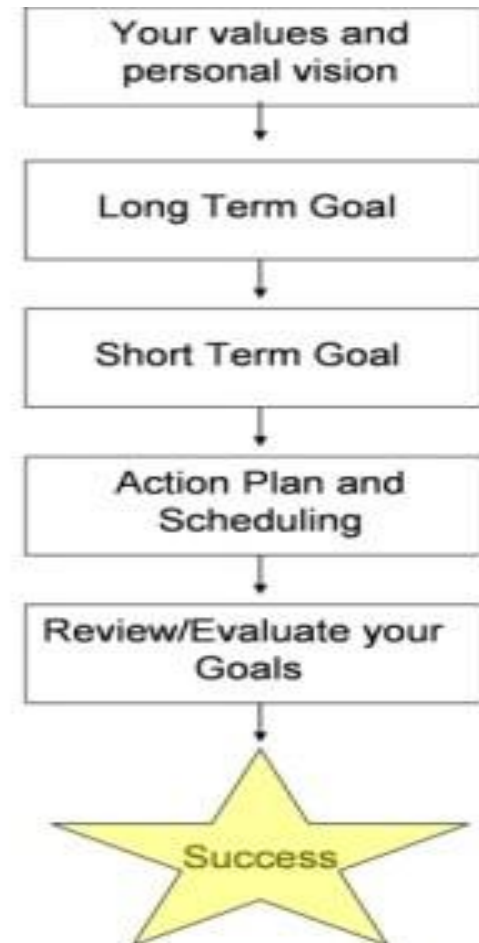 Your values and
personal vision
Long Term Goal
Short Term Goal
Action Plan and
Scheduling
Review/Evaluate your
Goals
Success